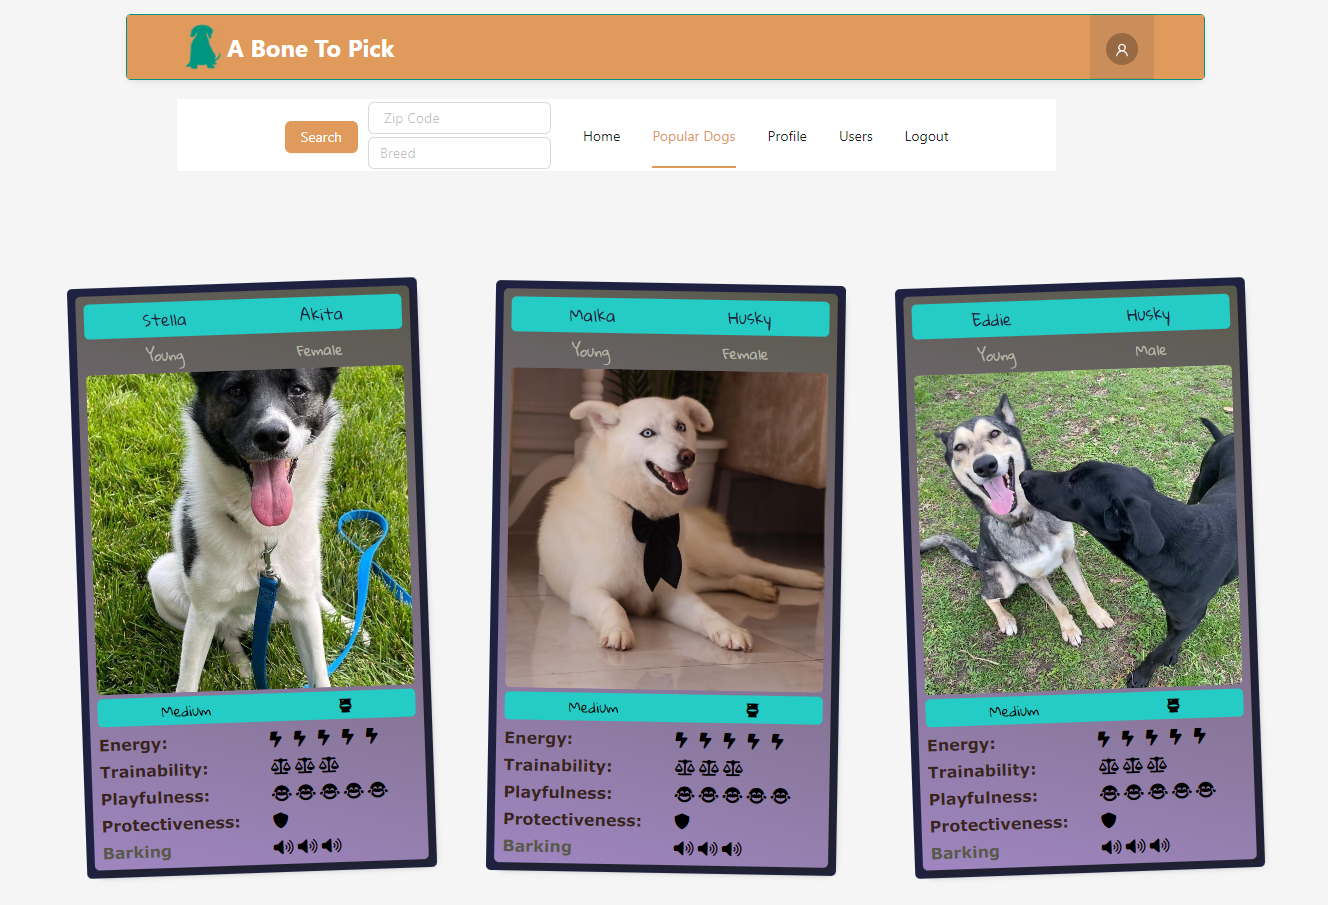 A Bone To Pick
Zip Code
Search
Breed
Home Popular Dogs Profile Users Logout
Stella Akita
Young Female
Medium
Energy:
Trainability:
Playfulness:
Protectiveness:
Barking
Malka Husky
Young Female
Medium
Energy:
Trainability:
Playfulness:
Protectiveness:
Barking
Eddie Husky
Young Male
Medium
Energy:
Trainability:
Playfulness:
Protectiveness:
Barking